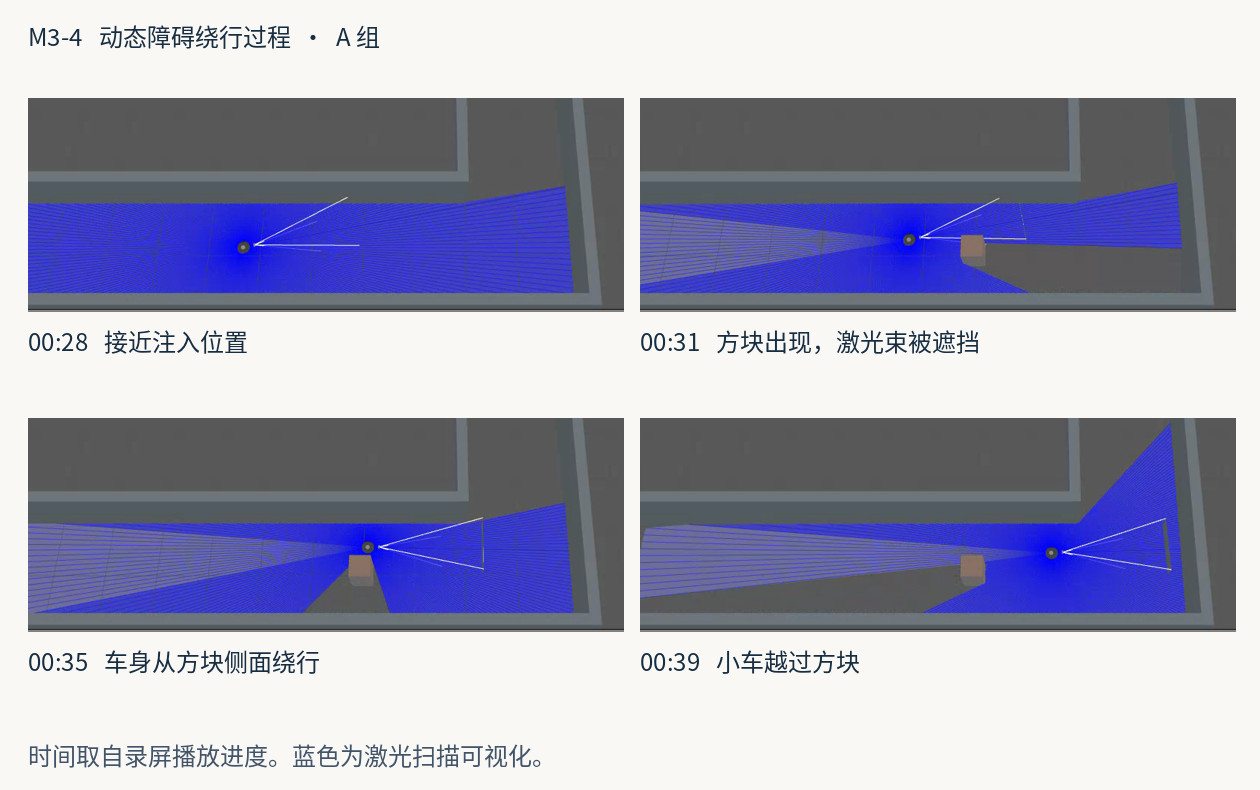 M3-4 动态障碍绕行过程 · A 组
00:28 接近注入位置
00:31 方块出现，激光束被遮挡
00:35 车身从方块侧面绕行
00:39 小车越过方块
时间取自录屏播放进度。蓝色为激光扫描可视化。